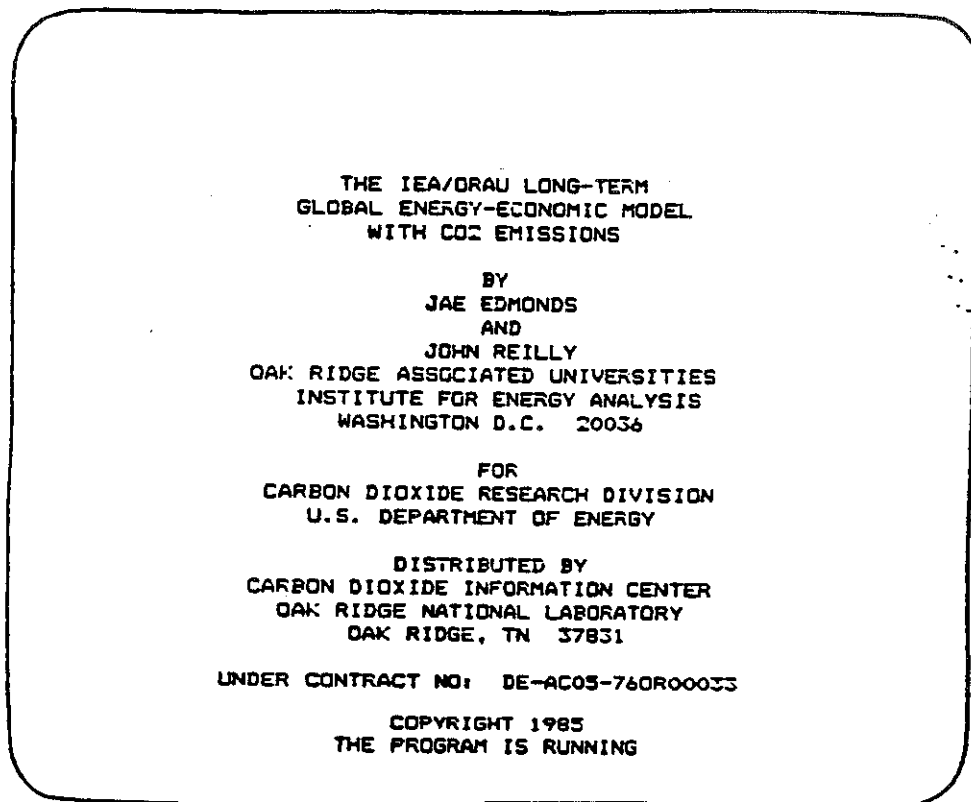 THE IEA/ORAU LONG-TERM
GLOBAL ENERGY-ECONOMIC MODEL
WITH CO2 EMISSIONS
BY
JAE EDMONDS
AND
JOHN REILLY
OAK RIDGE ASSOCIATED UNIVERSITIES
INSTITUTE FOR ENERGY ANALYSIS
WASHINGTON D.C. 20036
FOR
CARBON DIOXIDE RESEARCH DIVISION
U.S. DEPARTMENT OF ENERGY
DISTRIBUTED BY
CARBON DIOXIDE INFORMATION CENTER
OAK RIDGE NATIONAL LABORATORY
OAK RIDGE, TN 37831
UNDER CONTRACT NO: DE-AC05-76OR00033
COPYRIGHT 1985
THE PROGRAM IS RUNNING